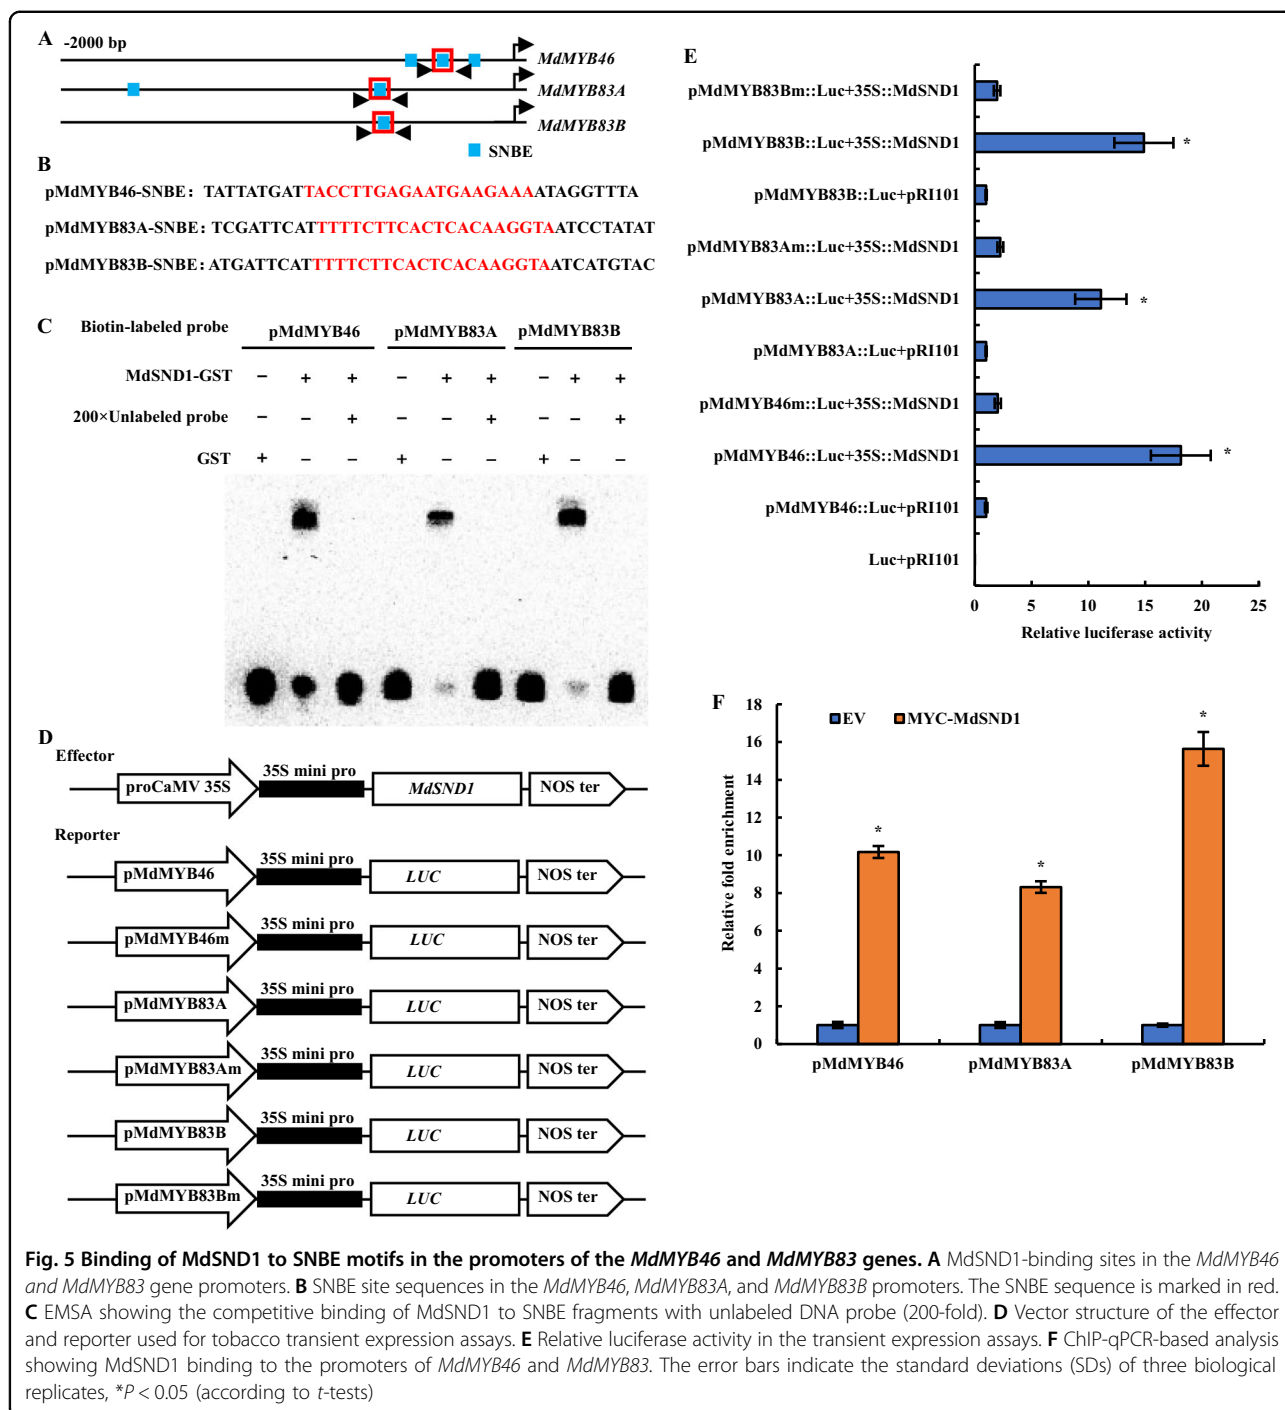 A
-2000 bp
MdMYB46
MdMYB83A
MdMYB83B
SNBE
B
pMdMYB46-SNBE: TATTATGATTACCTTGAGAATGAAGAAAATAGGTTTA
pMdMYB83A-SNBE: TCGATTCATTTTTCTTCACTCACAAGGTAATCCTATAT
pMdMYB83B-SNBE: ATGATTCATTTTTCTTCACTCACAAGGTAATCATGTAC
C
Biotin-labeled probe pMdMYB46 pMdMYB83A pMdMYB83B
MdSND1-GST − + + − + + − + +
200×Unlabeled probe − − + − − + − − +
GST + − − + − − + − −
D
Effector
proCaMV 35S 35S mini pro MdSND1 NOS ter
Reporter
pMdMYB46 35S mini pro LUC NOS ter
pMdMYB46m 35S mini pro LUC NOS ter
pMdMYB83A 35S mini pro LUC NOS ter
pMdMYB83Am 35S mini pro LUC NOS ter
pMdMYB83B 35S mini pro LUC NOS ter
pMdMYB83Bm 35S mini pro LUC NOS ter
E
pMdMYB83Bm::Luc+35S::MdSND1
pMdMYB83B::Luc+35S::MdSND1 *
pMdMYB83B::Luc+pRI101
pMdMYB83Am::Luc+35S::MdSND1
pMdMYB83A::Luc+35S::MdSND1 *
pMdMYB83A::Luc+pRI101
pMdMYB46m::Luc+35S::MdSND1
pMdMYB46::Luc+35S::MdSND1 *
pMdMYB46::Luc+pRI101
Luc+pRI101
0 5 10 15 20 25
Relative luciferase activity
F
EV MYC-MdSND1
Relative fold enrichment
18
16
14
12
10
8
6
4
2
0
* * *
pMdMYB46 pMdMYB83A pMdMYB83B
Fig. 5 Binding of MdSND1 to SNBE motifs in the promoters of the MdMYB46 and MdMYB83 genes. A MdSND1-binding sites in the MdMYB46
and MdMYB83 gene promoters. B SNBE site sequences in the MdMYB46, MdMYB83A, and MdMYB83B promoters. The SNBE sequence is marked in red.
C EMSA showing the competitive binding of MdSND1 to SNBE fragments with unlabeled DNA probe (200-fold). D Vector structure of the effector
and reporter used for tobacco transient expression assays. E Relative luciferase activity in the transient expression assays. F ChIP-qPCR-based analysis
showing MdSND1 binding to the promoters of MdMYB46 and MdMYB83. The error bars indicate the standard deviations (SDs) of three biological
replicates, *P < 0.05 (according to t-tests)